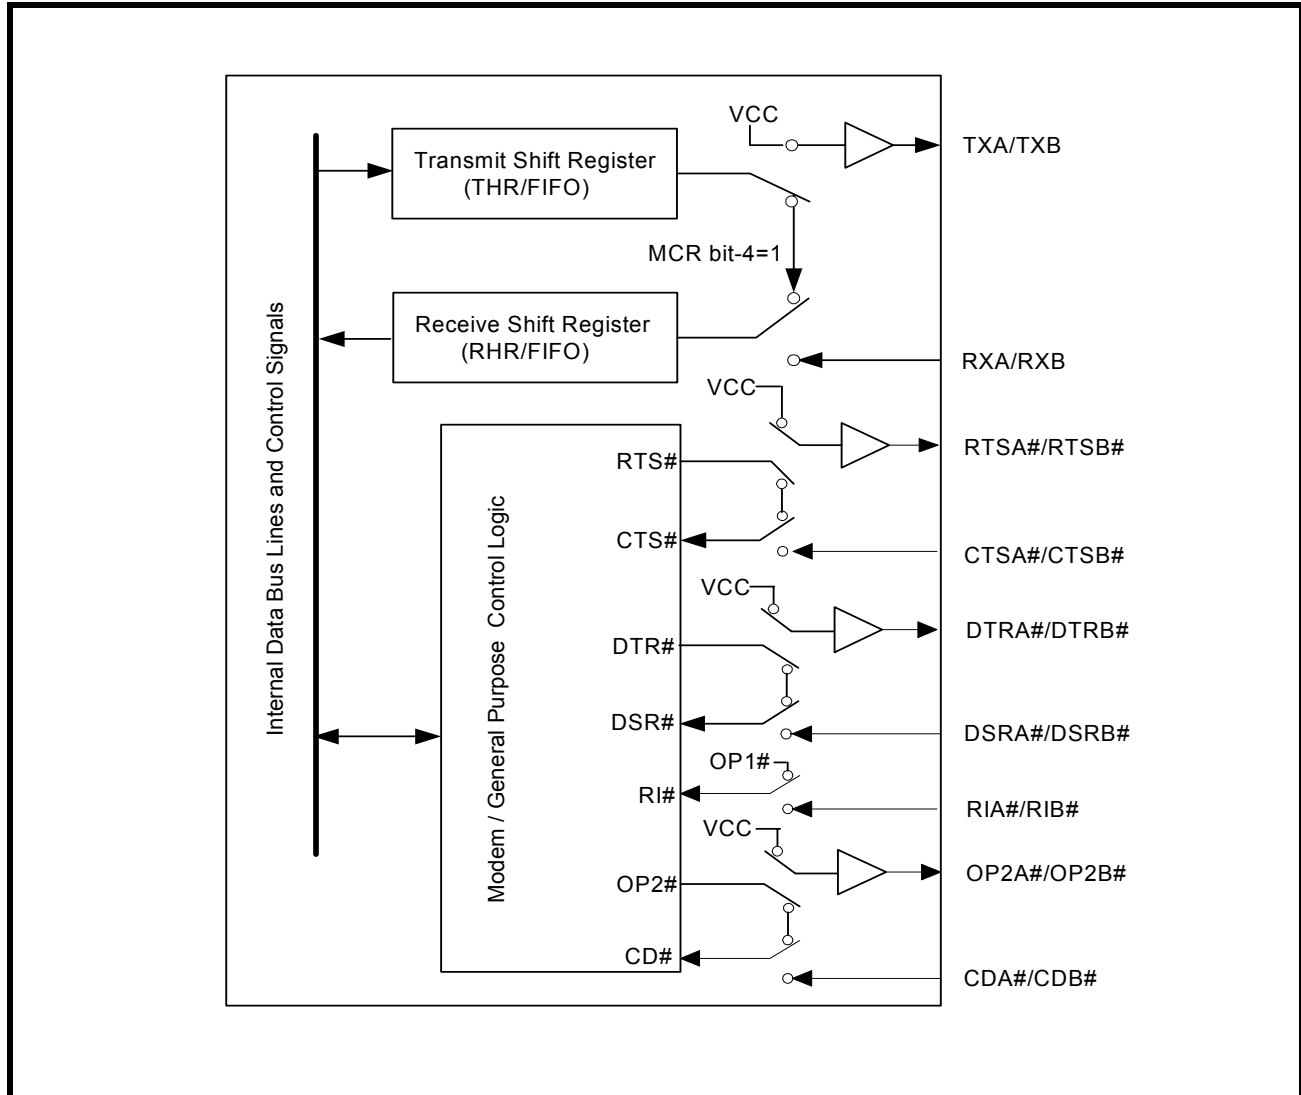 VCC
TXA/TXB
Transmit Shift Register
(THR/FIFO)
MCR bit-4=1
Receive Shift Register
(RHR/FIFO)
RXA/RXB
Internal Data Bus Lines and Control Signals
VCC
RTSA#/RTSB#
RTS#
CTS#
CTSA#/CTSB#
Modem / General Purpose Control Logic
VCC
DTRA#/DTRB#
DTR#
DSR#
DSRA#/DSRB#
OP1#
RI#
RIA#/RIB#
VCC
OP2A#/OP2B#
OP2#
CD#
CDA#/CDB#